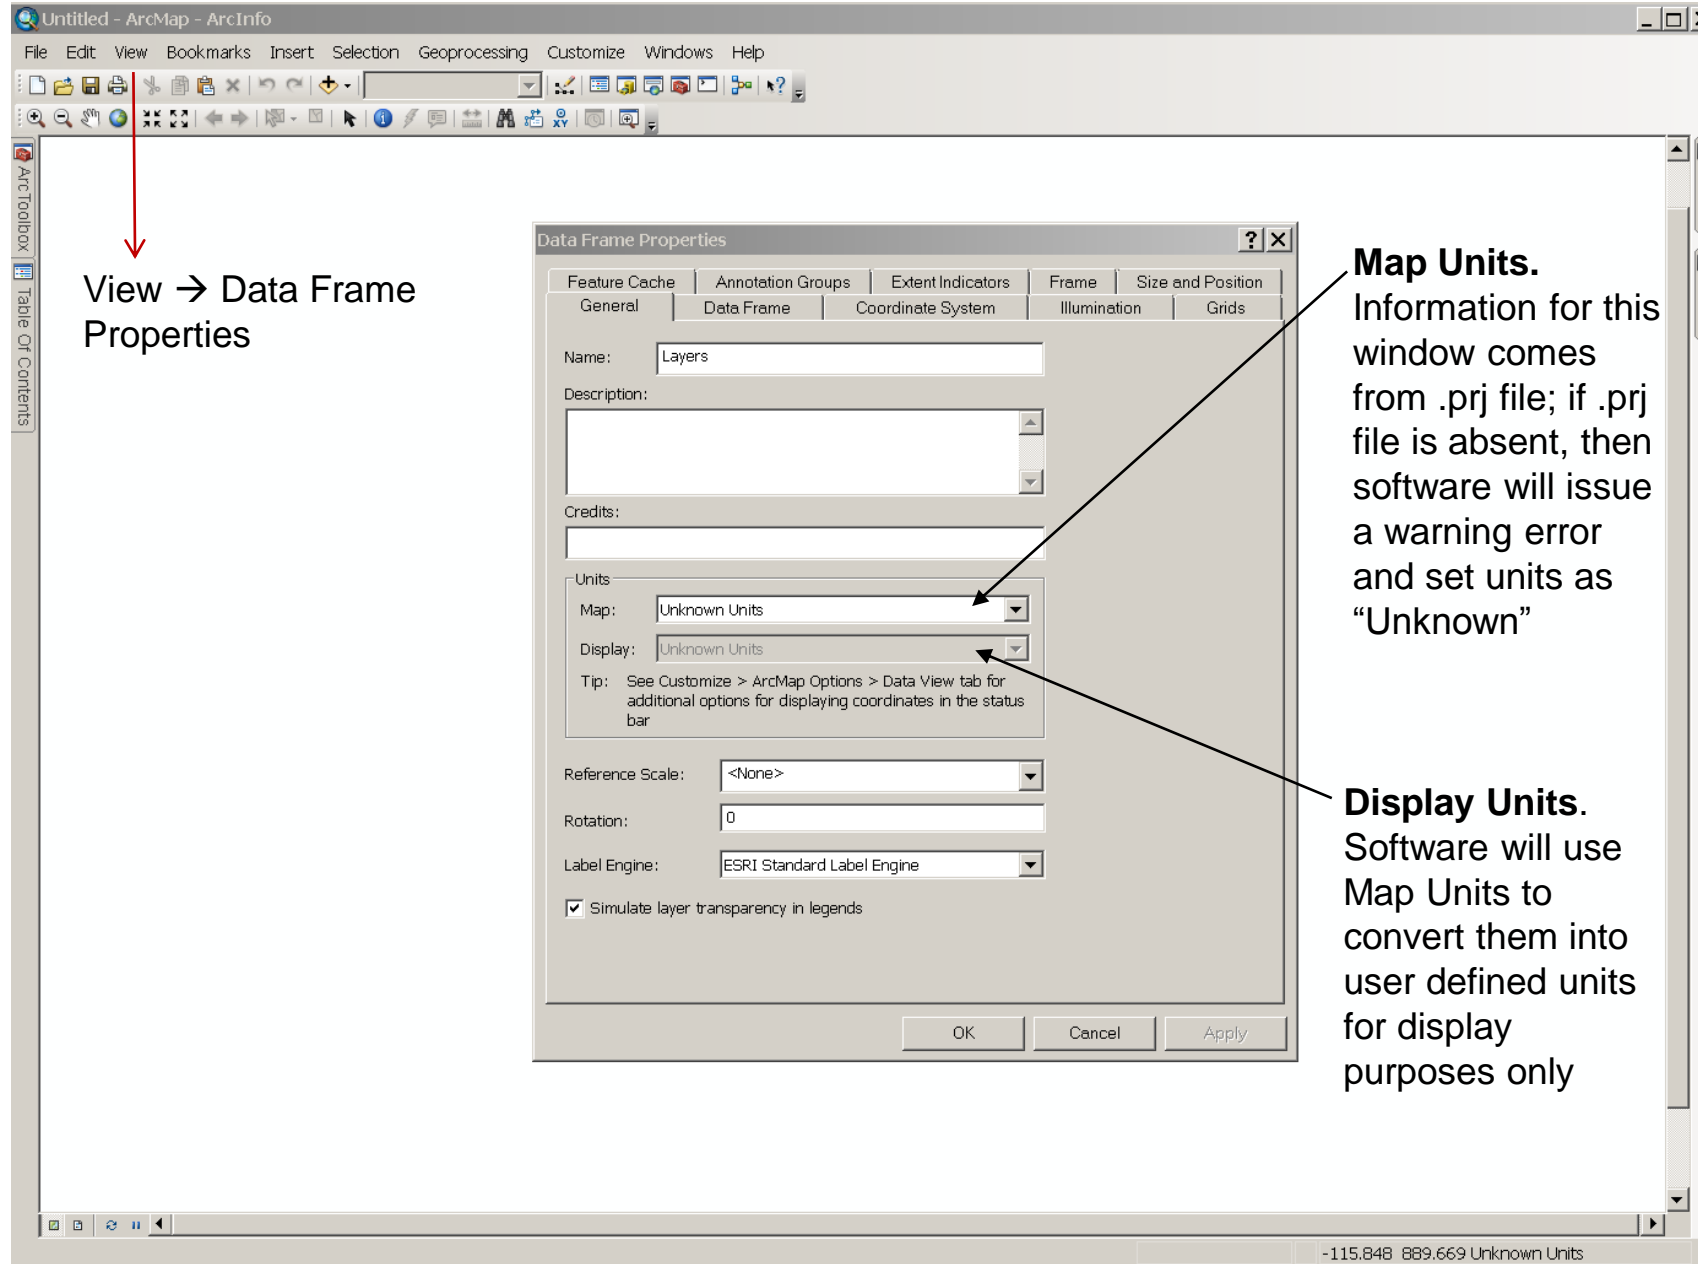 Untitled - ArcMap - ArcInfo
File Edit View Bookmarks Insert Selection Geoprocessing Customize Windows Help
ArcToolbox
Table Of Contents
View → Data Frame
Properties
Data Frame Properties
Feature Cache Annotation Groups Extent Indicators Frame Size and Position
General Data Frame Coordinate System Illumination Grids
Name: Layers
Description:
Credits:
Units
Map: Unknown Units
Display: Unknown Units
Tip: See Customize > ArcMap Options > Data View tab for
additional options for displaying coordinates in the status
bar
Reference Scale: <None>
Rotation: 0
Label Engine: ESRI Standard Label Engine
Simulate layer transparency in legends
OK Cancel Apply
Map Units.
Information for this
window comes
from .prj file; if .prj
file is absent, then
software will issue
a warning error
and set units as
“Unknown”
Display Units.
Software will use
Map Units to
convert them into
user defined units
for display
purposes only
-115.848 889.669 Unknown Units